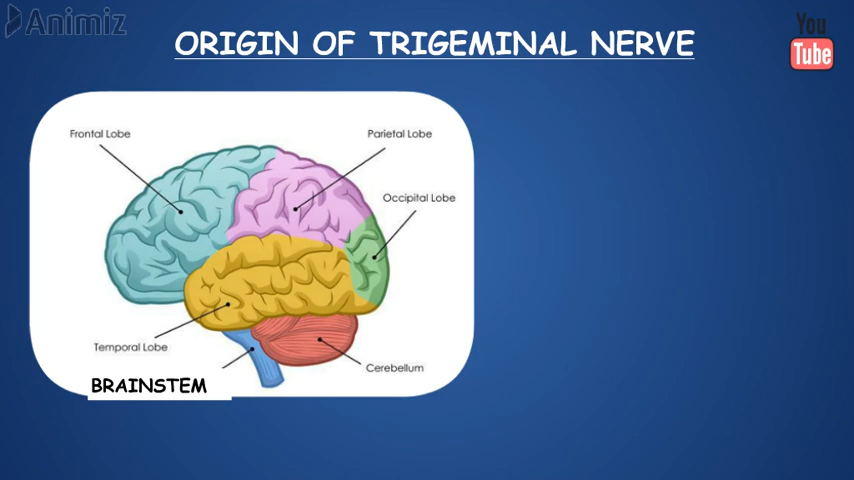 Animiz
You
Tube
ORIGIN OF TRIGEMINAL NERVE
Frontal Lobe
Parietal Lobe
Occipital Lobe
Temporal Lobe
Cerebellum
BRAINSTEM